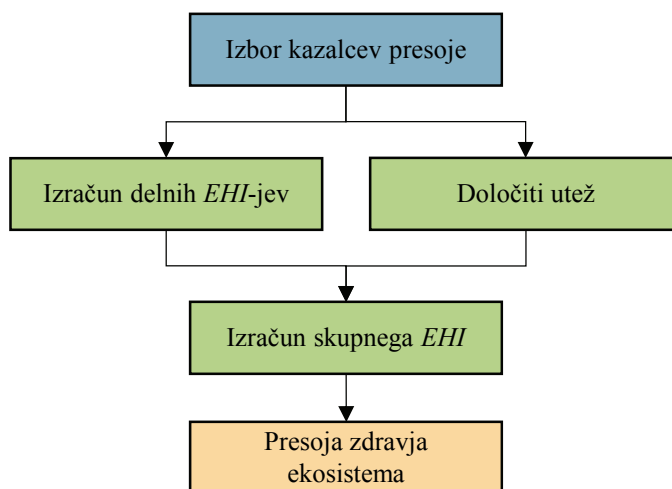 Izbor kazalcev presoje
Izračun delnih EHI-jev
Določiti utež
Izračun skupnega EHI
Presoja zdravja
ekosistema